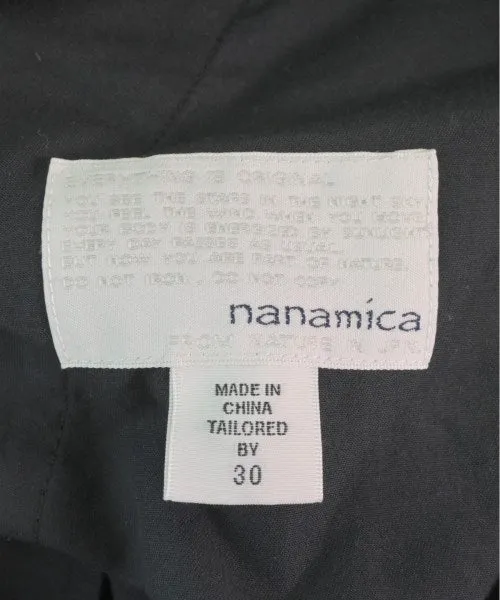 EVERYTHING IS ORIGINAL
YOU SEE THE STARS IN THE NIGHT SKY.
YOU FEEL THE WIND WHEN YOU MOVE.
YOUR BODY IS ENERGIZED BY SUNLIGHT.
EVERY DAY PASSES AS USUAL
BUT NOW YOU ARE PART OF NATURE.
DO NOT IRON, DO NOT COPY
nanamica
FROM NATURE IN
MADE IN
CHINA
TAILORED
BY
30